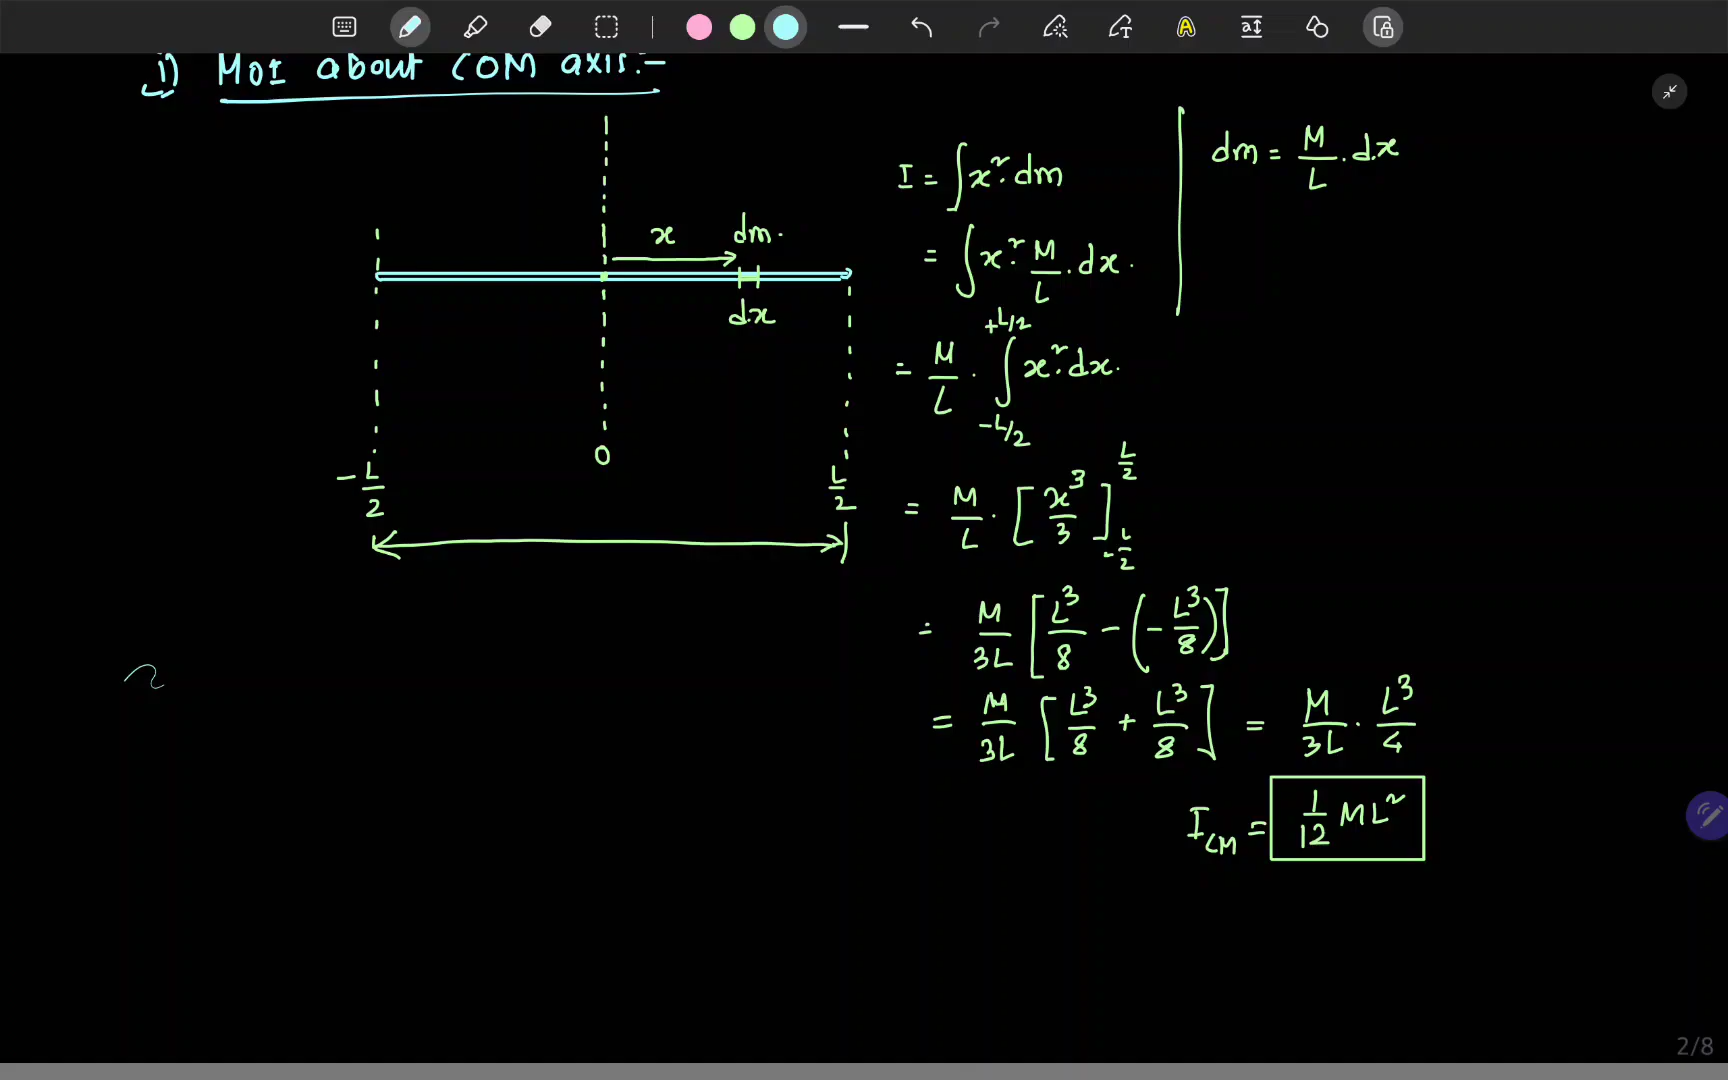 i) MOI about COM axis:-
I = ∫x². dm
dm = M/L . dx
x dm.
= ∫x². M/L . dx.
dx
= M/L . ∫_{-L/2}^{+L/2} x². dx.
0
-L/2 L/2
= M/L . [x³/3]_{-L/2}^{L/2}
= M/3L [L³/8 - (-L³/8)]
= M/3L [L³/8 + L³/8] = M/3L . L³/4
I_CM = 1/12 ML²
2/8